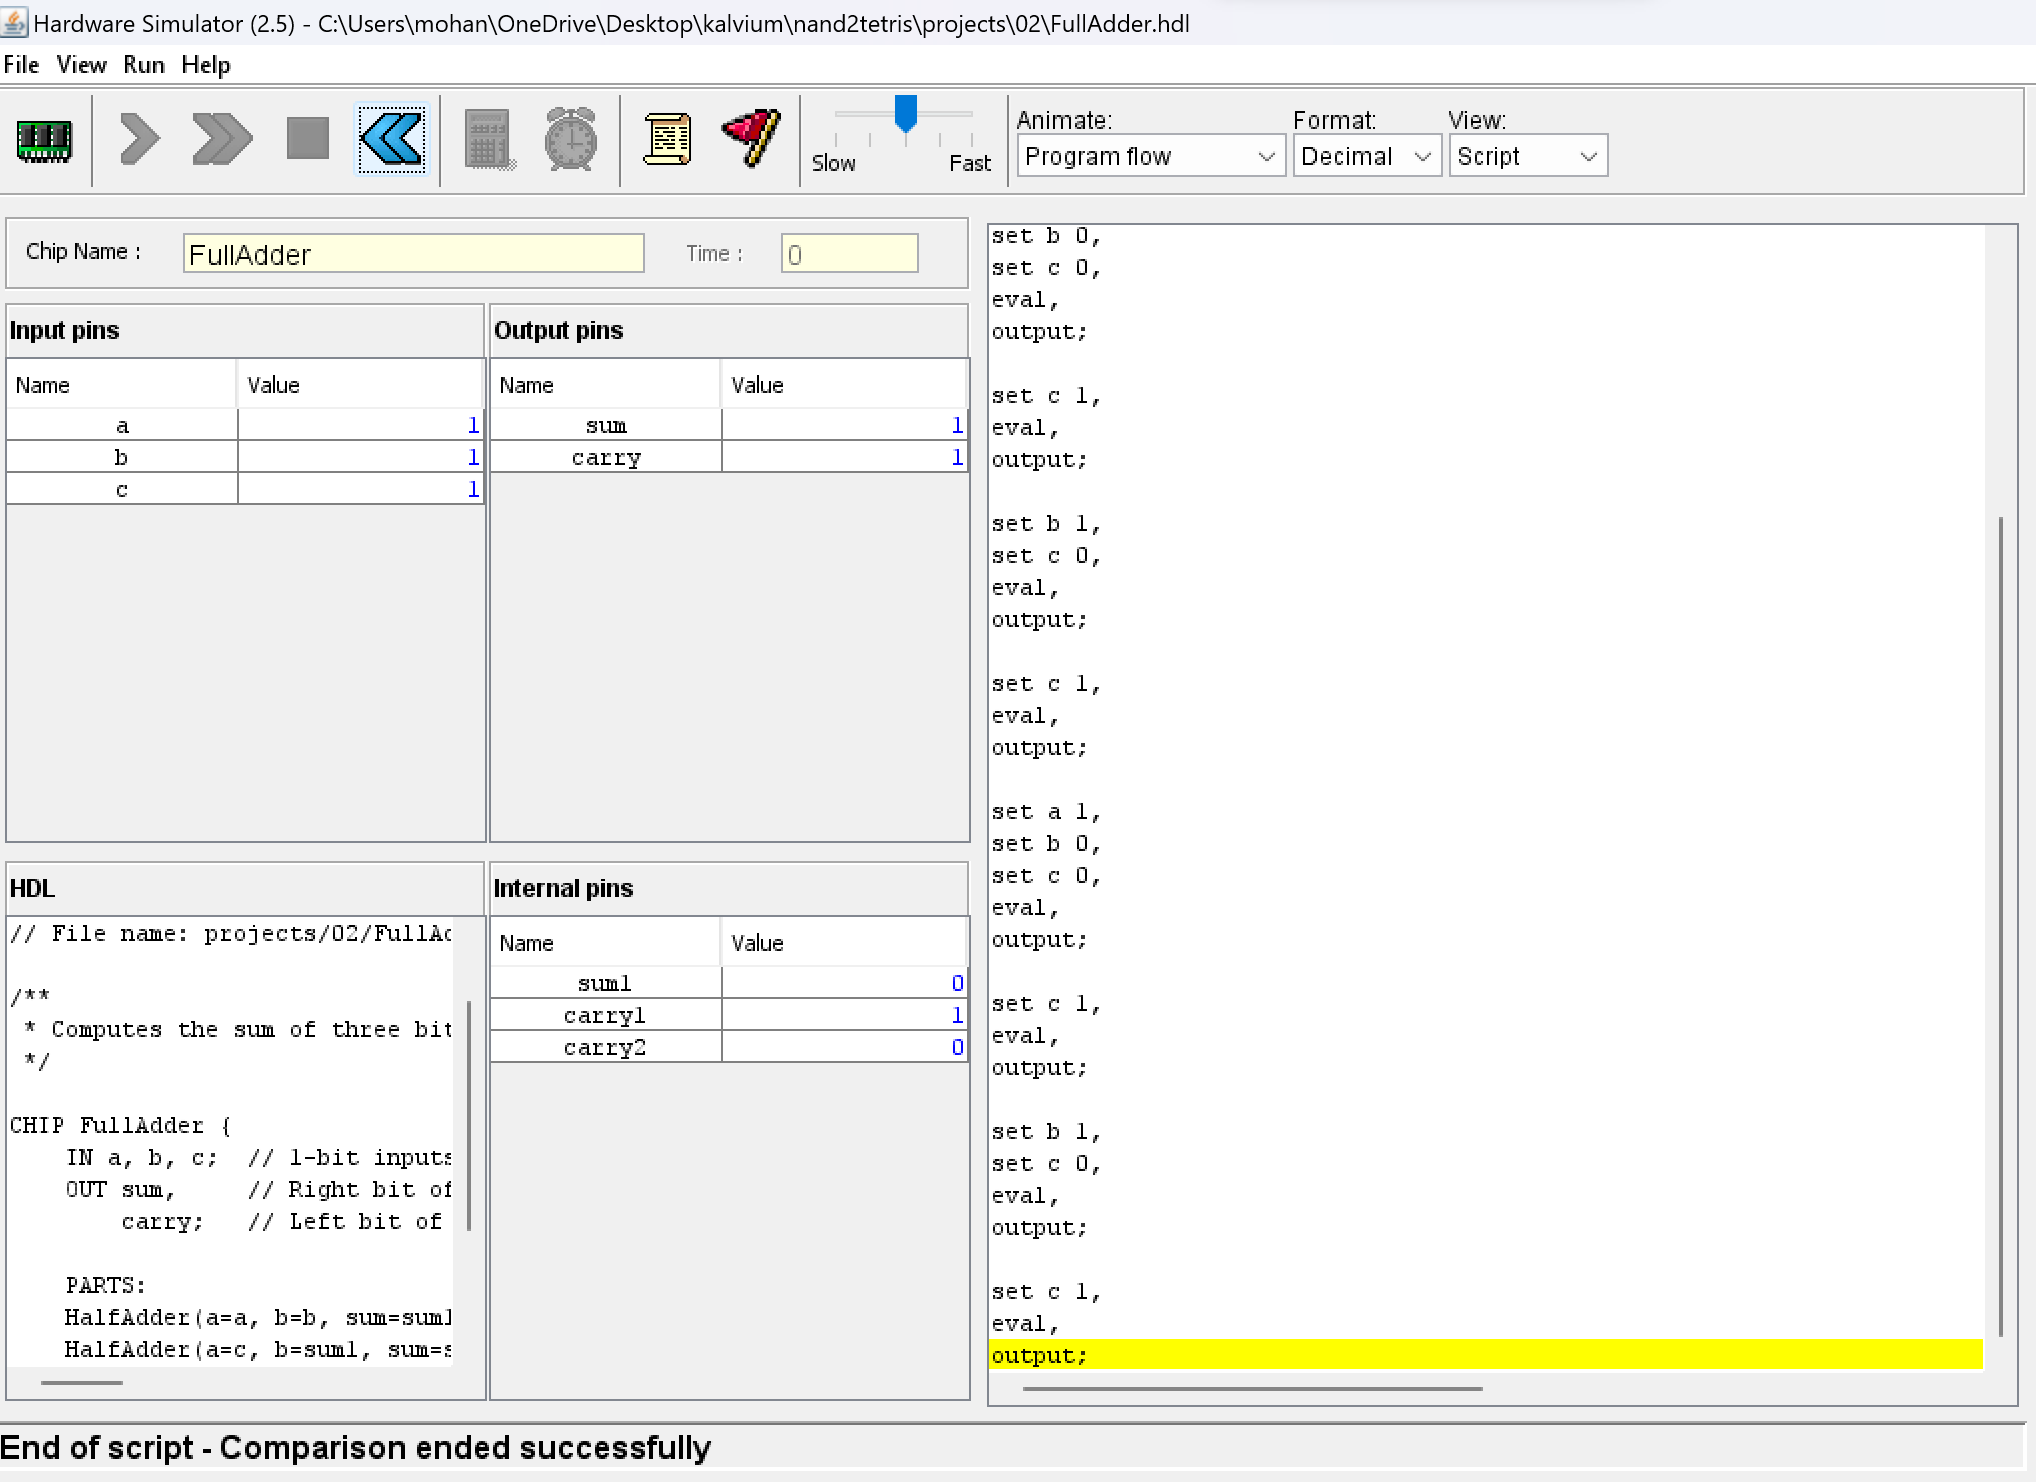 Hardware Simulator (2.5) - C:\Users\mohan\OneDrive\Desktop\kalvium\nand2tetris\projects\02\FullAdder.hdl
File View Run Help
Slow Fast
Animate: Format: View:
Program flow Decimal Script
Chip Name : FullAdder Time : 0
Input pins
Name Value
a 1
b 1
c 1
Output pins
Name Value
sum 1
carry 1
HDL
// File name: projects/02/FullAd
/**
 * Computes the sum of three bit
 */
CHIP FullAdder {
    IN a, b, c;  // 1-bit inputs
    OUT sum,     // Right bit of
        carry;   // Left bit of
    PARTS:
    HalfAdder(a=a, b=b, sum=sum1
    HalfAdder(a=c, b=sum1, sum=s
Internal pins
Name Value
sum1 0
carry1 1
carry2 0
set b 0,
set c 0,
eval,
output;
set c 1,
eval,
output;
set b 1,
set c 0,
eval,
output;
set c 1,
eval,
output;
set a 1,
set b 0,
set c 0,
eval,
output;
set c 1,
eval,
output;
set b 1,
set c 0,
eval,
output;
set c 1,
eval,
output;
End of script - Comparison ended successfully